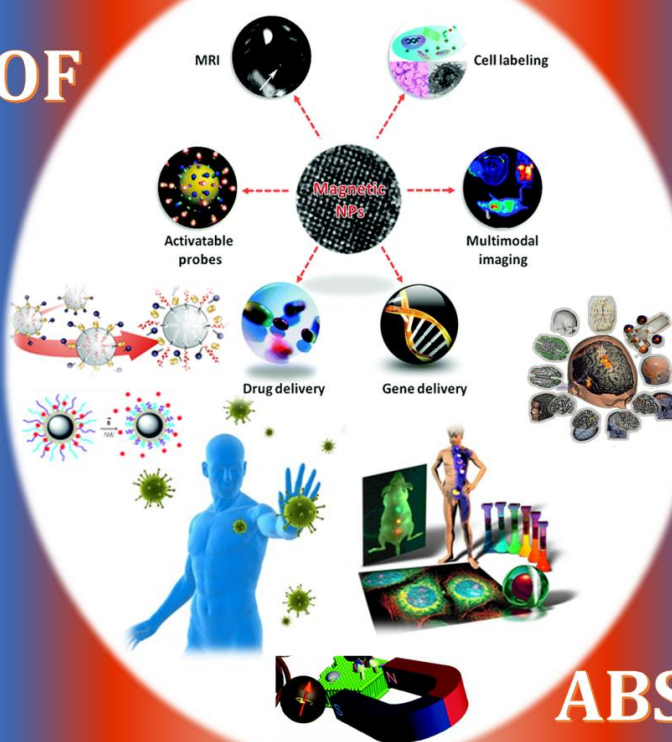 OF
MRI
Cell labeling
Magnetic
NPs
Activatable
probes
Multimodal
imaging
Drug delivery
Gene delivery
N
S
ABS